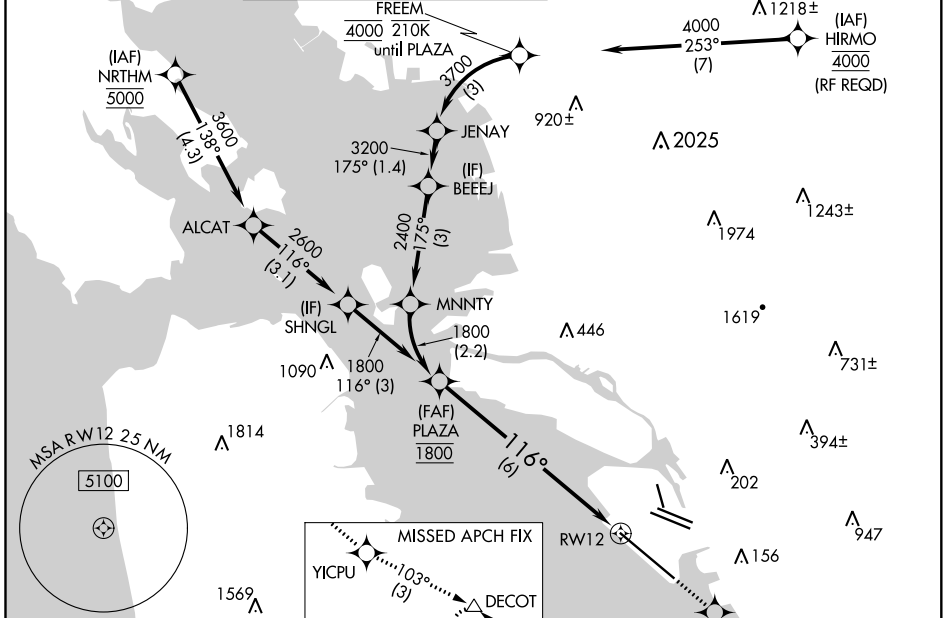 FREEM
4000 210K
until PLAZA
1218±
(IAF)
HIRMO
4000
(RF REQD)
4000
253°
(7)
(IAF)
NRTHM
5000
3700
(3)
920±
JENAY
2025
3600
138°
(4.3)
3200
175° (1.4)
(IF)
BEEEJ
1243±
1974
ALCAT
2600
116°
(3.1)
2400
175°
(3)
(IF)
SHNGL
MNNTY
1619
446
1800
(2.2)
731±
1090
1800
116° (3)
(FAF)
PLAZA
1800
1814
394±
MSA RW12 25 NM
5100
116°
(6)
202
947
RW12
156
MISSED APCH FIX
YICPU
103°
(3)
DECOT
1569